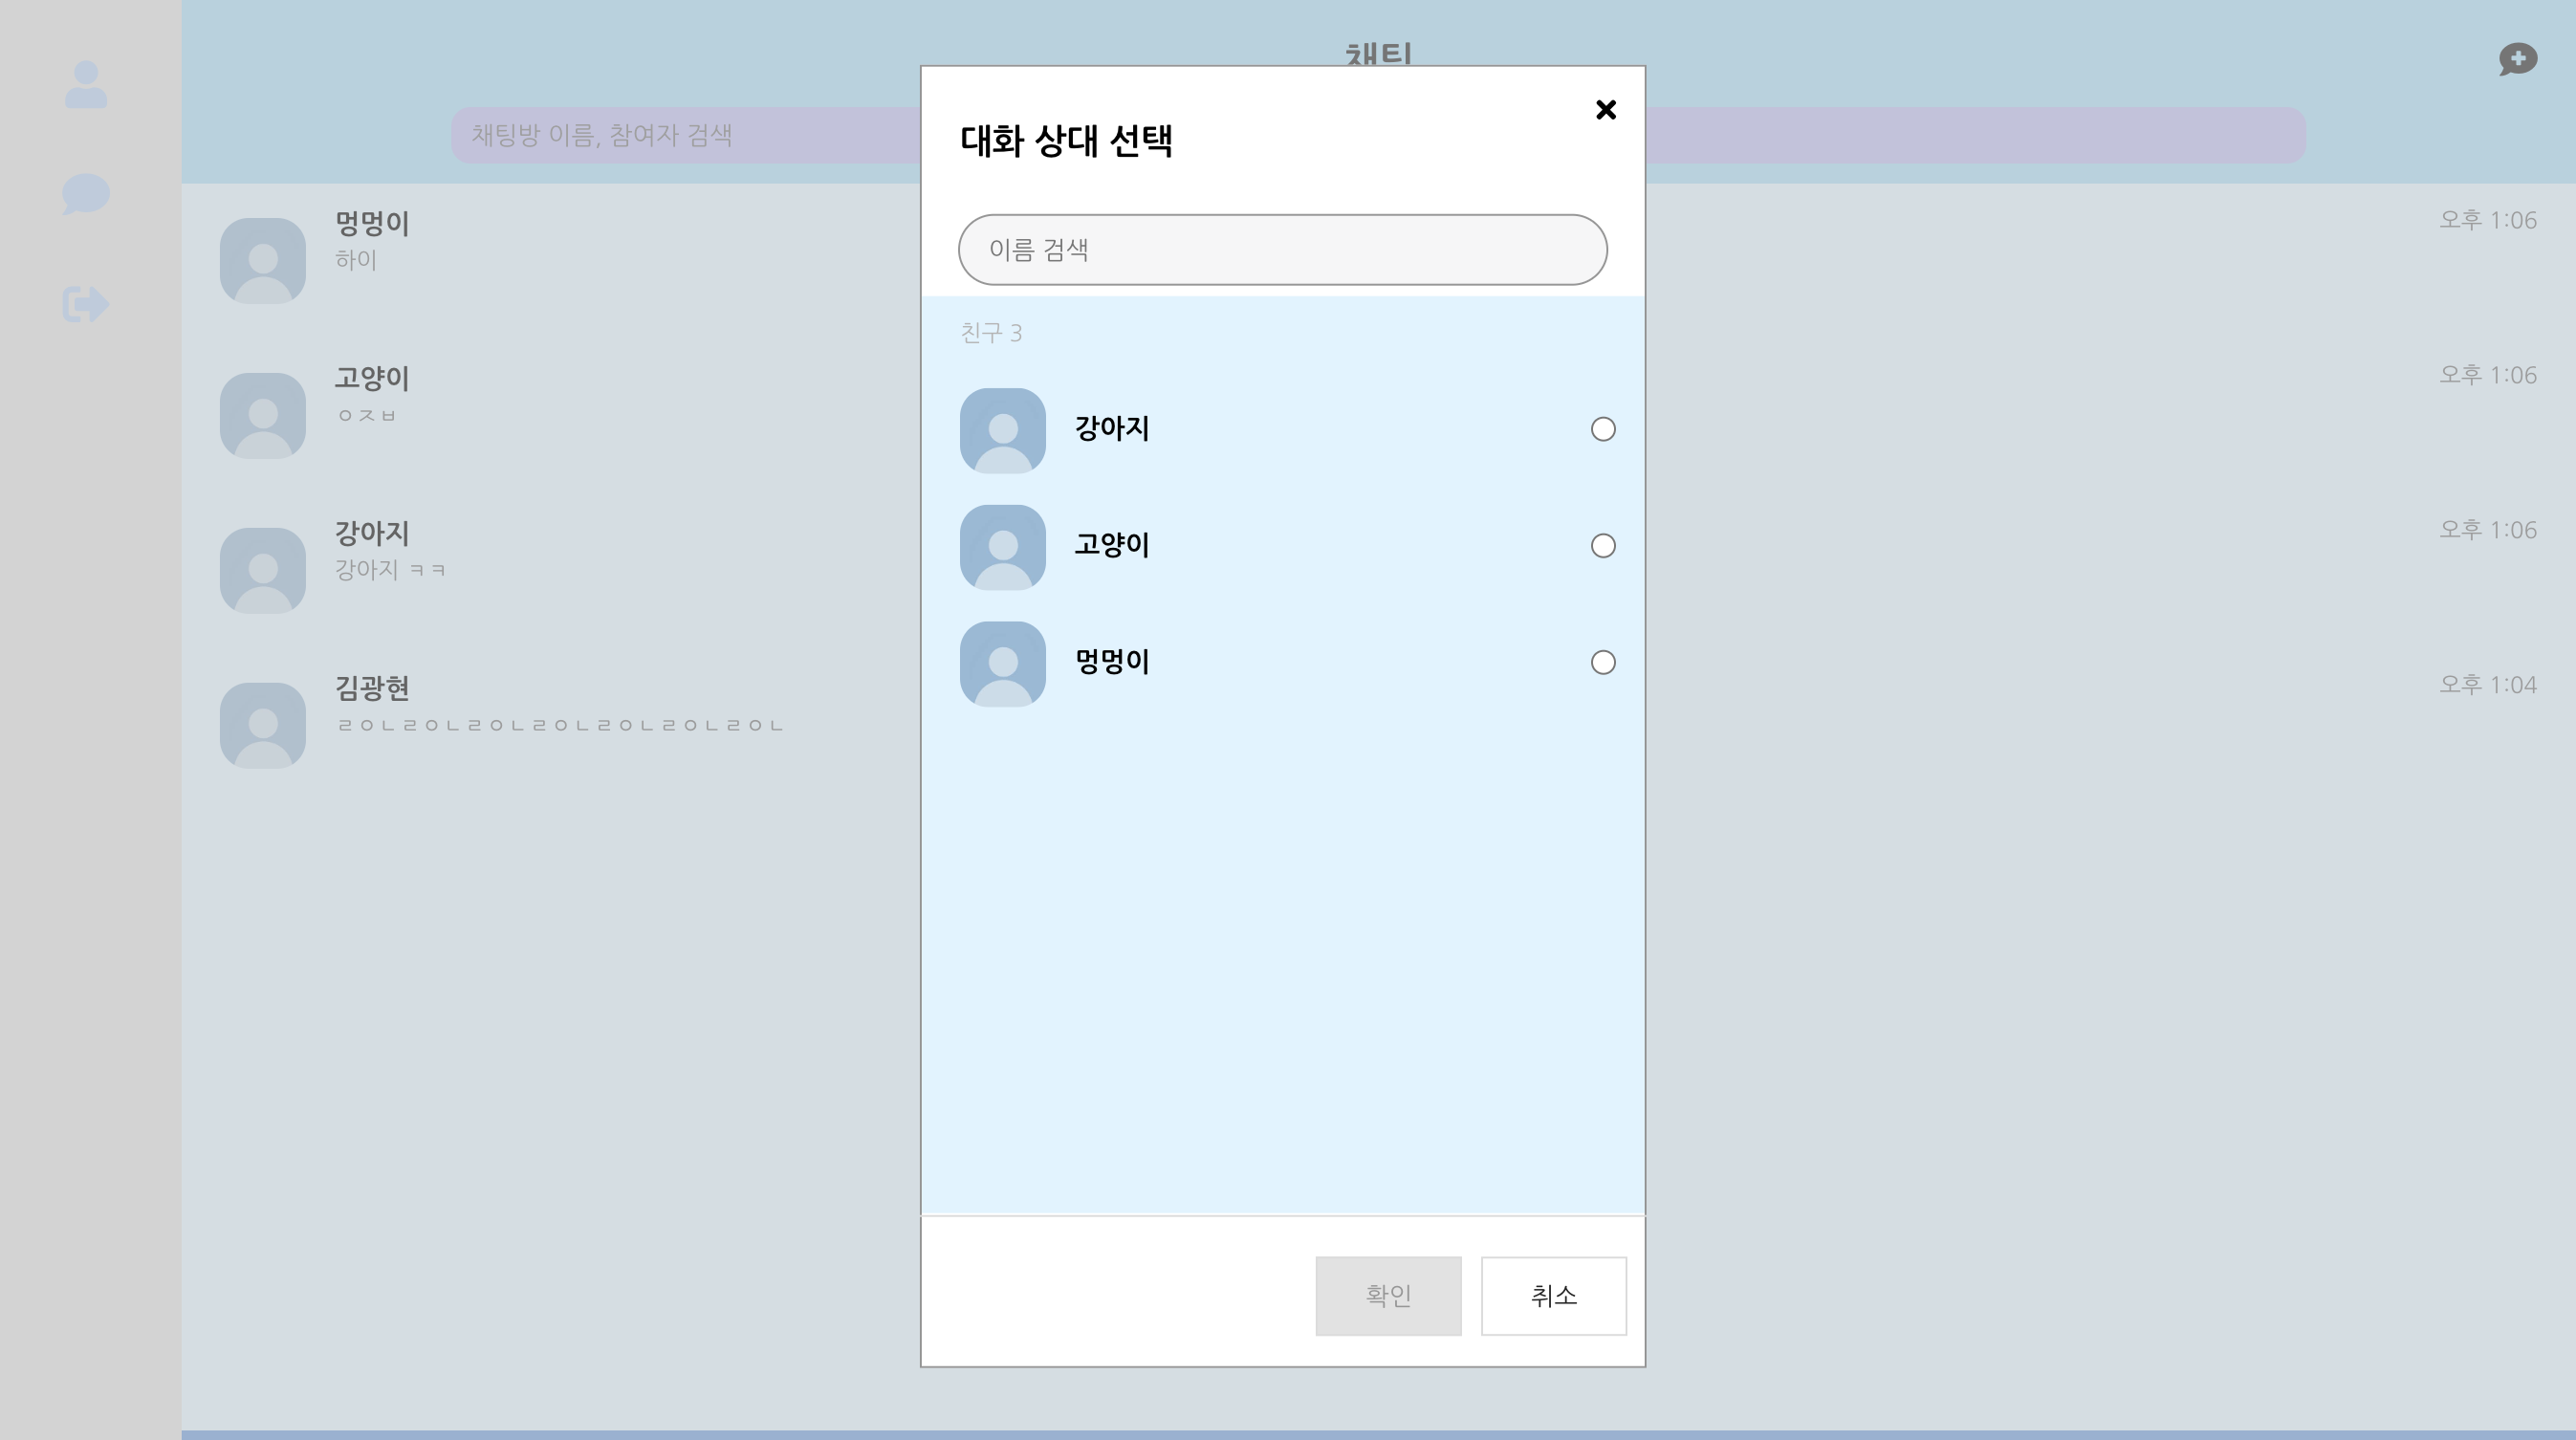 채팅
채팅방 이름, 참여자 검색
멍멍이
오후 1:06
하이
고양이
오후 1:06
ㅇㅈㅂ
강아지
오후 1:06
강아지 ㅋㅋ
김광현
오후 1:04
ㄹㅇㄴㄹㅇㄴㄹㅇㄴㄹㅇㄴㄹㅇㄴㄹㅇㄴㄹㅇㄴ
대화 상대 선택
이름 검색
친구 3
강아지
고양이
멍멍이
확인
취소